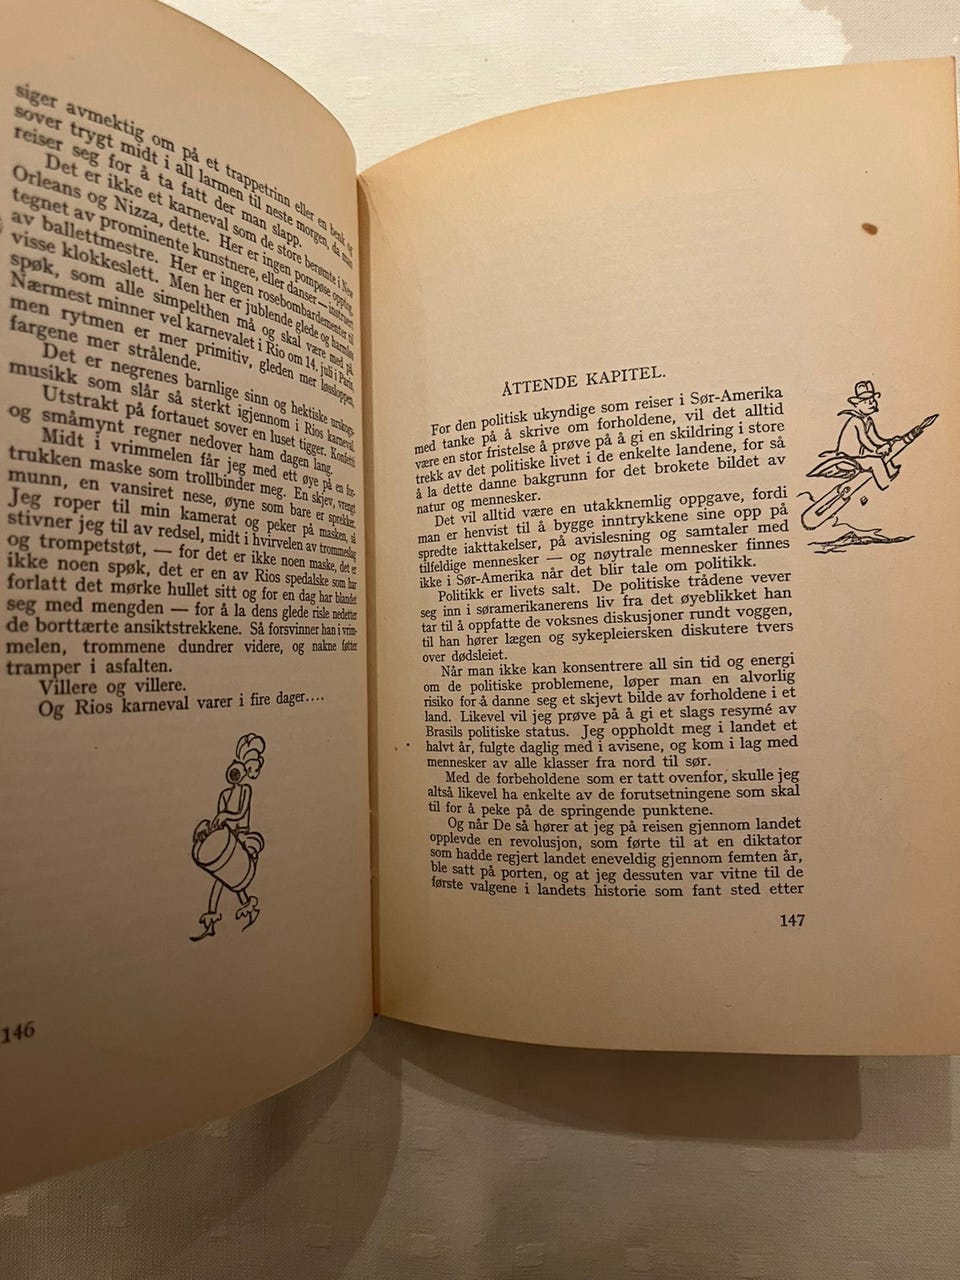 siger avmektig om på et trappetrinn eller en benk og
sover trygt midt i all larmen til neste morgen, da man
reiser seg for å ta fatt der man slapp.
Det er ikke et karneval som de store berømte i New
Orleans og Nizza, dette. Her er ingen pompøse opptog,
tegnet av prominente kunstnere, eller danser — instruert
av ballettmestre. Her er ingen rosebombardementer til
visse klokkeslett. Men her er jublende glede og harmløs
spøk, som alle simpelthen må og skal være med på.
Nærmest minner vel karnevalet i Rio om 14. juli i Paris,
men rytmen er mer primitiv, gleden mer løssloppen,
fargene mer strålende.
Det er negrenes barnlige sinn og hektiske urskogs-
musikk som slår så sterkt igjennom i Rios karneval.
Utstrakt på fortauet sover en luset tigger. Konfetti
og småmynt regner nedover ham dagen lang.
Midt i vrimmelen får jeg med ett øye på en for-
trukken maske som trollbinder meg. En skjev, vrengt
munn, en vansiret nese, øyne som bare er sprekker.
Jeg roper til min kamerat og peker på masken, så
stivner jeg til av redsel, midt i hvirvelen av trommeslag
og trompetstøt, — for det er ikke noen maske, det er
ikke noen spøk, det er en av Rios spedalske som har
forlatt det mørke hullet sitt og for en dag har blandet
seg med mengden — for å la dens glede risle nedetter
de borttærte ansiktstrekkene. Så forsvinner han i vrim-
melen, trommene dundrer videre, og nakne føtter
tramper i asfalten.
Villere og villere.
Og Rios karneval varer i fire dager....
146
ÅTTENDE KAPITEL.
For den politisk ukyndige som reiser i Sør-Amerika
med tanke på å skrive om forholdene, vil det alltid
være en stor fristelse å prøve på å gi en skildring i store
trekk av det politiske livet i de enkelte landene, for så
å la dette danne bakgrunn for det brokete bildet av
natur og mennesker.
Det vil alltid være en utakknemlig oppgave, fordi
man er henvist til å bygge inntrykkene sine opp på
spredte iakttakelser, på avislesning og samtaler med
tilfeldige mennesker — og nøytrale mennesker finnes
ikke i Sør-Amerika når det blir tale om politikk.
Politikk er livets salt. De politiske trådene vever
seg inn i søramerikanerens liv fra det øyeblikket han
tar til å oppfatte de voksnes diskusjoner rundt voggen,
til han hører lægen og sykepleiersken diskutere tvers
over dødsleiet.
Når man ikke kan konsentrere all sin tid og energi
om de politiske problemene, løper man en alvorlig
risiko for å danne seg et skjevt bilde av forholdene i et
land. Likevel vil jeg prøve på å gi et slags resymé av
Brasils politiske status. Jeg oppholdt meg i landet et
halvt år, fulgte daglig med i avisene, og kom i lag med
mennesker av alle klasser fra nord til sør.
Med de forbeholdene som er tatt ovenfor, skulle jeg
altså likevel ha enkelte av de forutsetningene som skal
til for å peke på de springende punktene.
Og når De så hører at jeg på reisen gjennom landet
opplevde en revolusjon, som førte til at en diktator
som hadde regjert landet eneveldig gjennom femten år,
ble satt på porten, og at jeg dessuten var vitne til de
første valgene i landets historie som fant sted etter
147